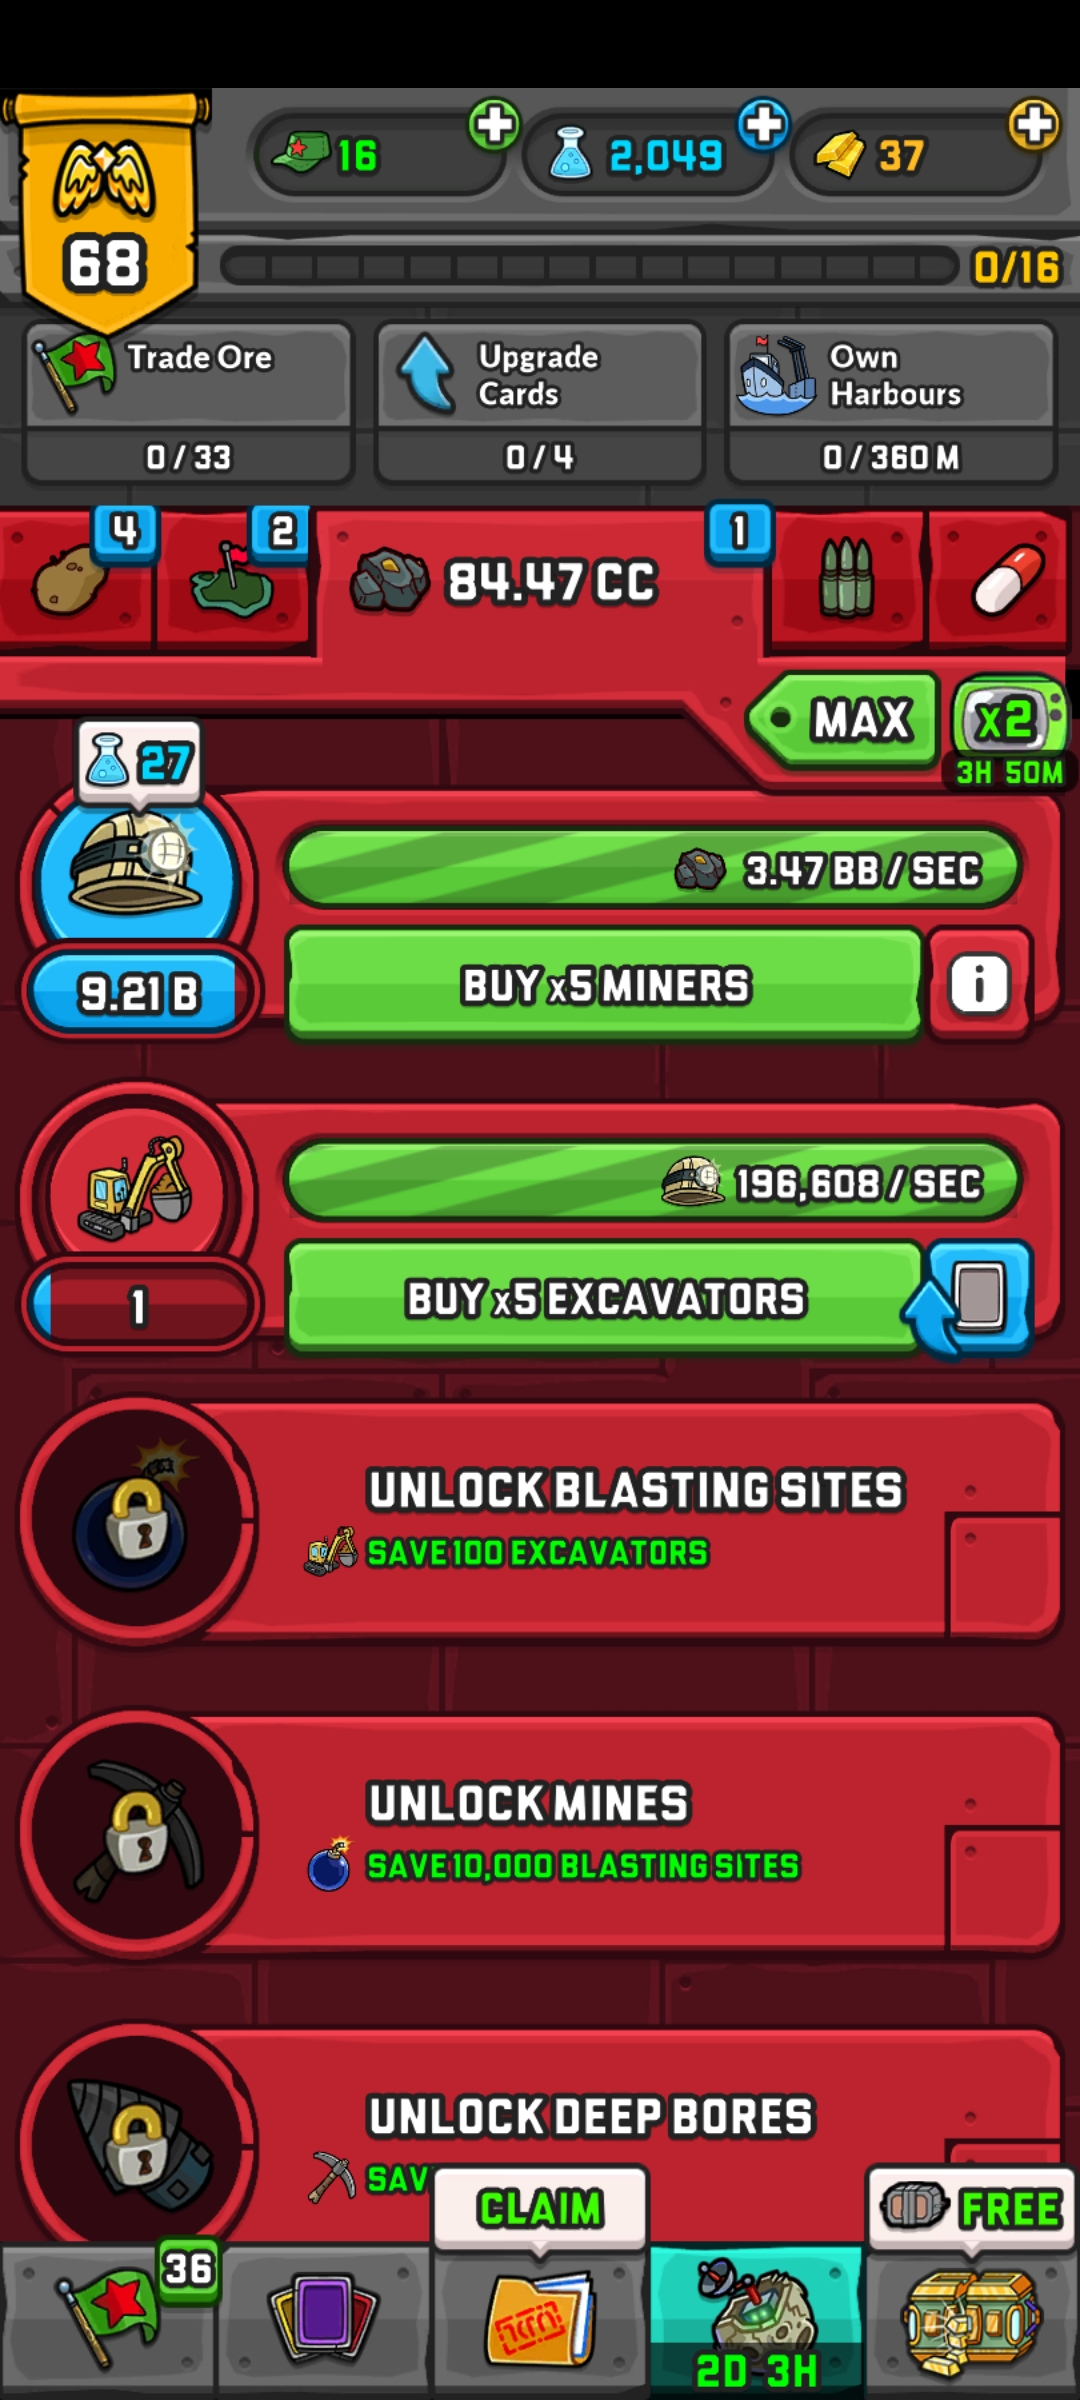 16
2,049
37
68
0/16
Trade Ore
0 / 33
Upgrade
Cards
0 / 4
Own
Harbours
0 / 360 M
4
2
84.47 CC
1
MAX
x2
3H 50M
27
3.47 BB / SEC
9.21 B
BUY x5 MINERS
i
196,608 / SEC
1
BUY x5 EXCAVATORS
UNLOCK BLASTING SITES
SAVE 100 EXCAVATORS
UNLOCK MINES
SAVE 10,000 BLASTING SITES
UNLOCK DEEP BORES
SAV
CLAIM
FREE
36
2D 3H